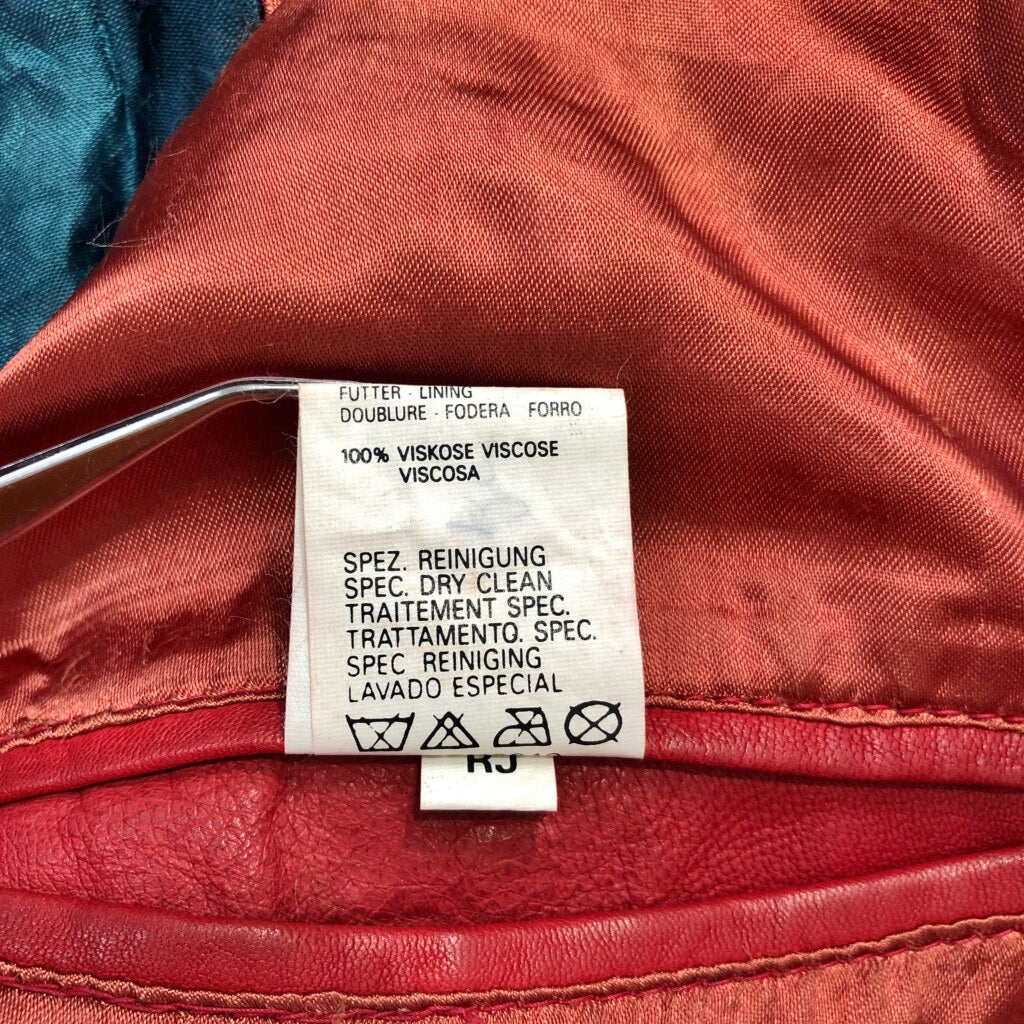 FUTTER · LINING
DOUBLURE · FODERA FORRO
100% VISKOSE VISCOSE
VISCOSA
SPEZ. REINIGUNG
SPEC. DRY CLEAN
TRAITEMENT SPEC.
TRATTAMENTO. SPEC.
SPEC REINIGING
LAVADO ESPECIAL
RJ